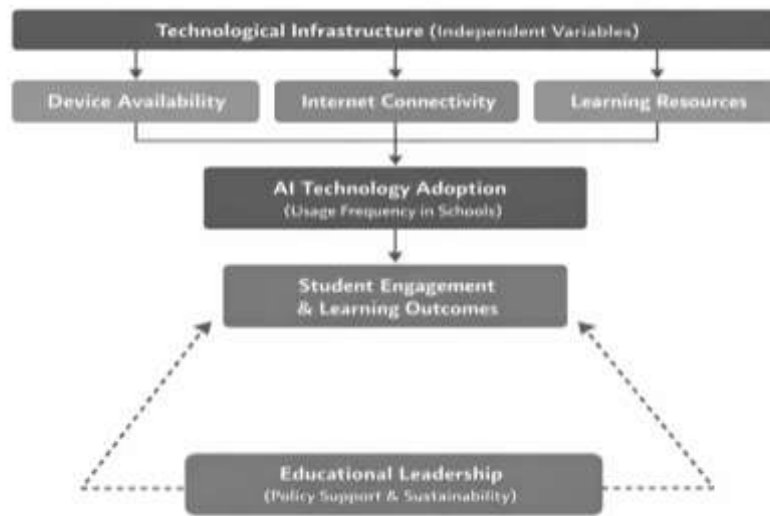 Technological Infrastructure (Independent Variables)
Device Availability
Internet Connectivity
Learning Resources
AI Technology Adoption
(Usage Frequency in Schools)
Student Engagement
& Learning Outcomes
Educational Leadership
(Policy Support & Sustainability)